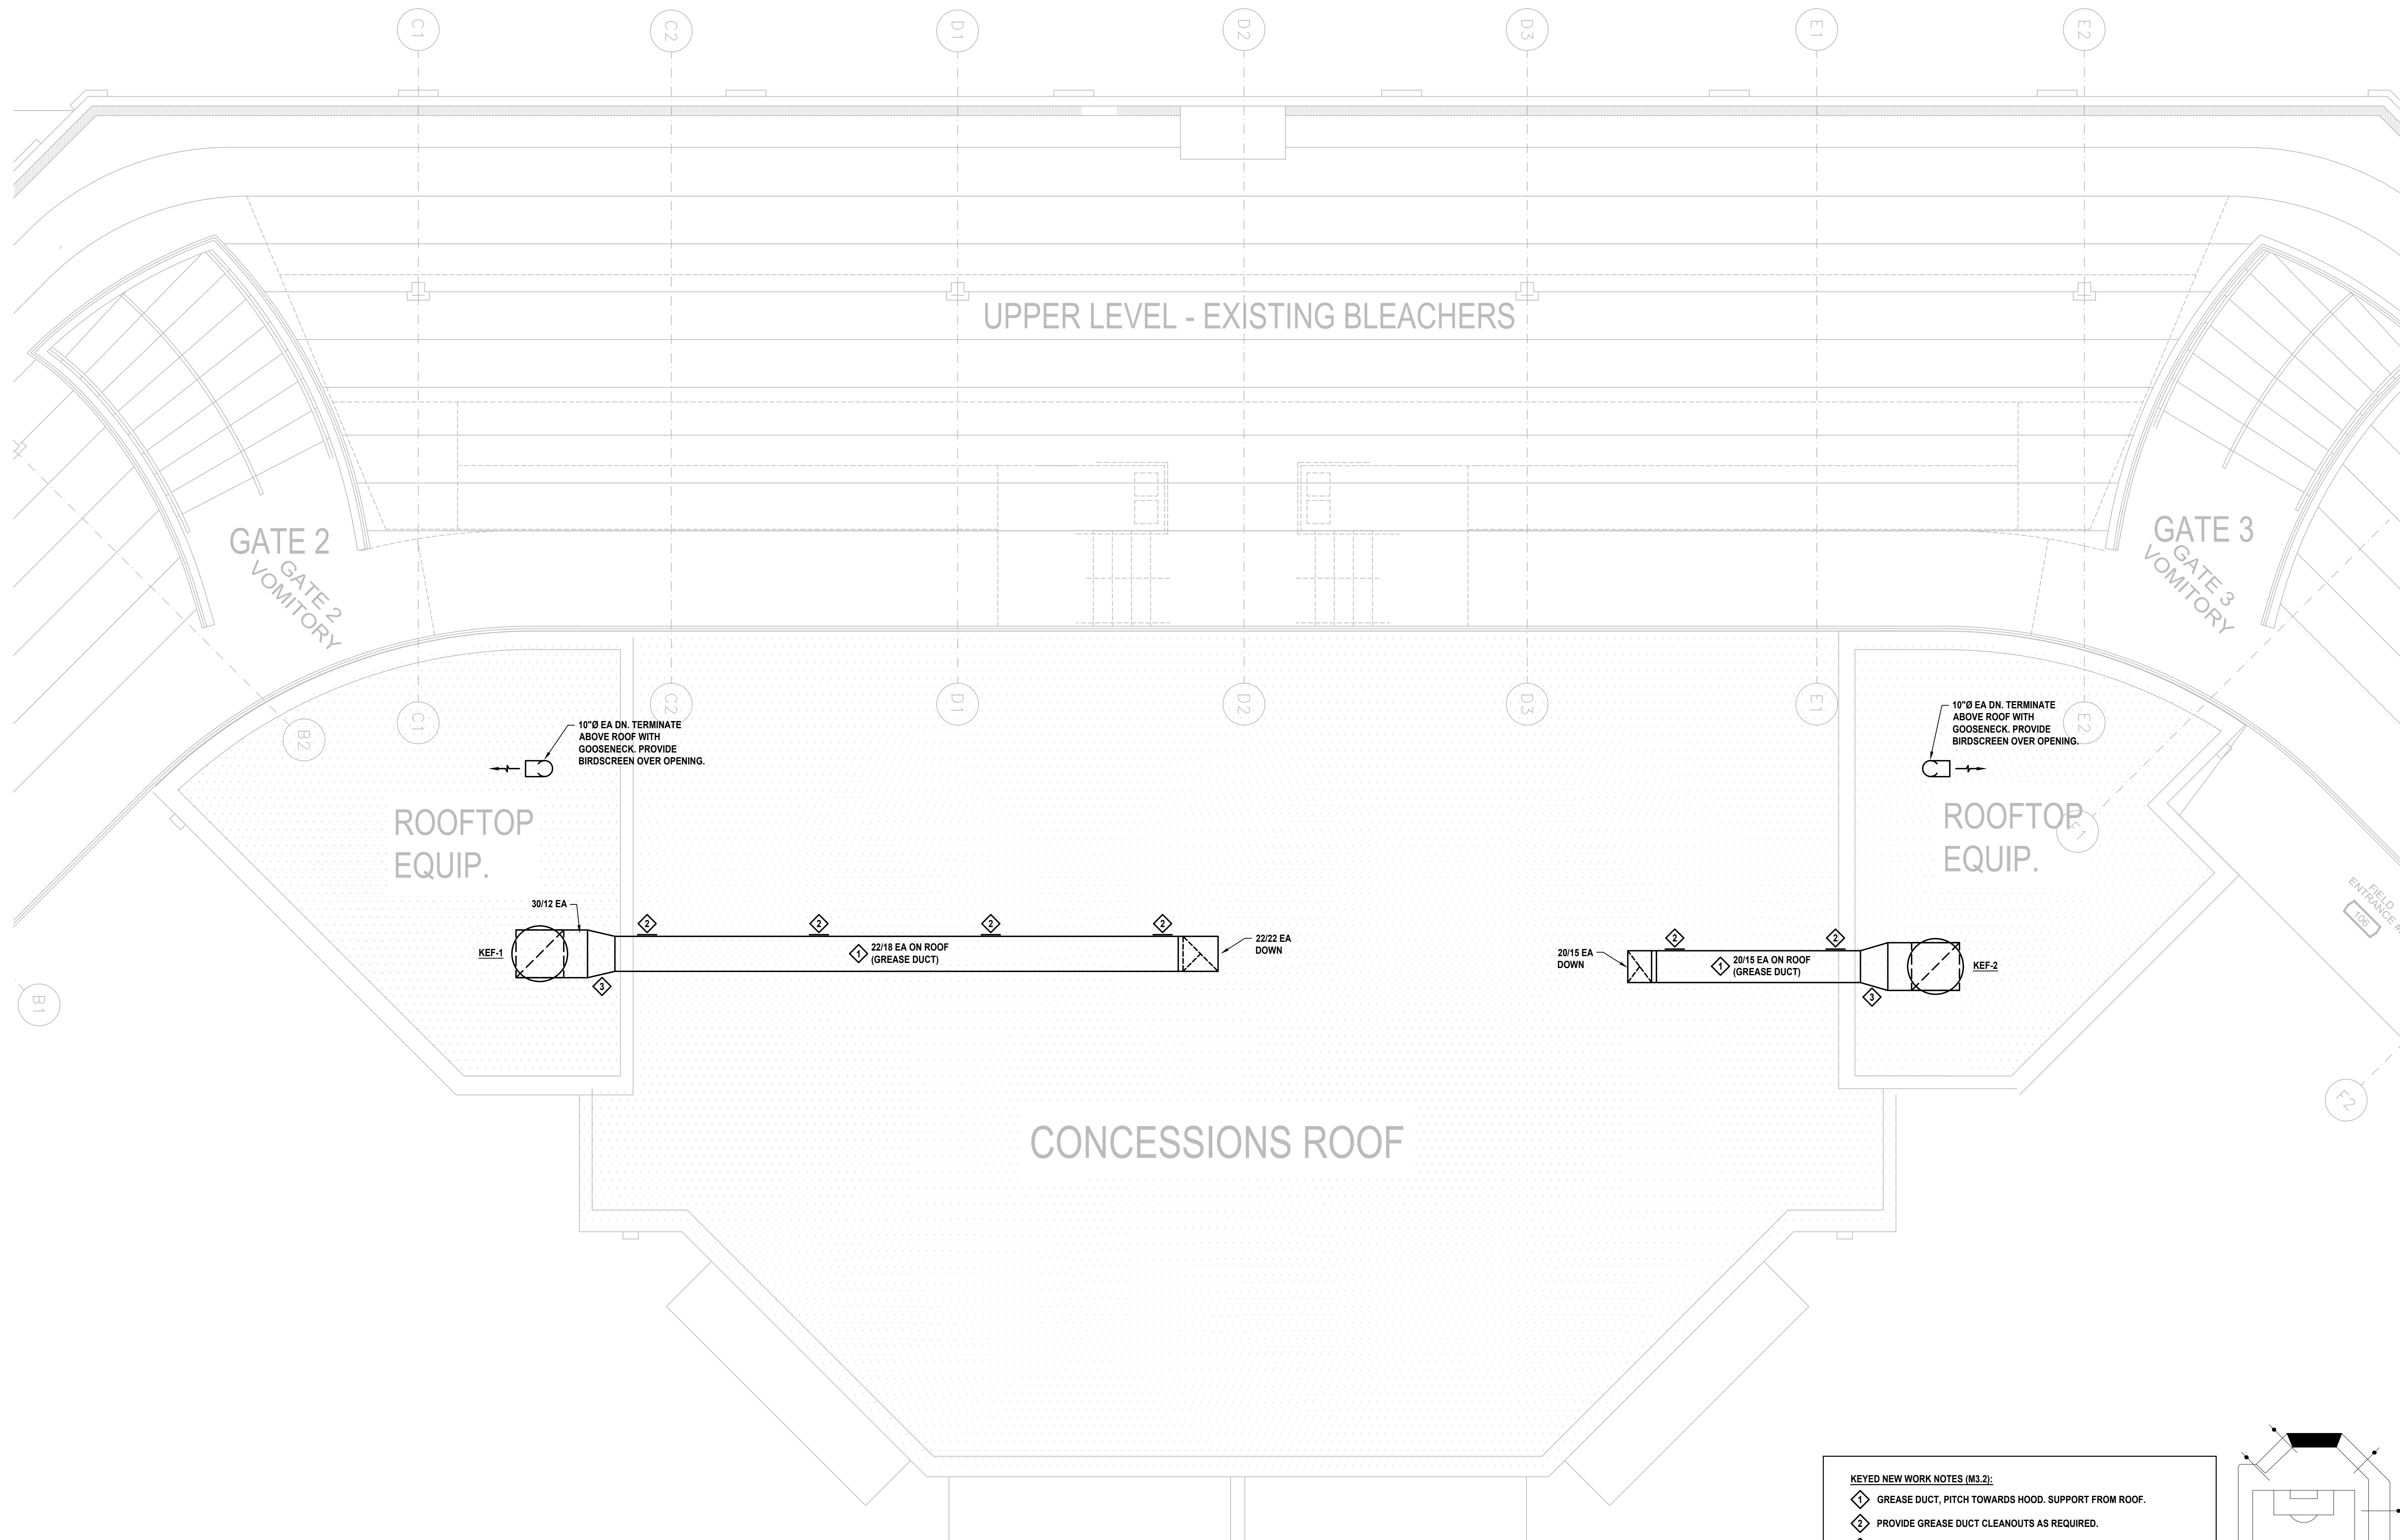 C1
C2
D1
D2
D3
E1
E2
UPPER LEVEL - EXISTING BLEACHERS
GATE 2
GATE 2
VOMITORY
GATE 3
GATE 3
VOMITORY
B2
C1
C2
D1
D2
D3
E1
E2
10"Ø EA DN. TERMINATE
ABOVE ROOF WITH
GOOSENECK. PROVIDE
BIRDSCREEN OVER OPENING.
10"Ø EA DN. TERMINATE
ABOVE ROOF WITH
GOOSENECK. PROVIDE
BIRDSCREEN OVER OPENING.
ROOFTOP
EQUIP.
ROOFTOP
EQUIP.
F1
FIELD
ENTRANCE
106
30/12 EA
2
2
2
2
KEF-1
1
22/18 EA ON ROOF
(GREASE DUCT)
22/22 EA
DOWN
3
2
2
20/15 EA
DOWN
1
20/15 EA ON ROOF
(GREASE DUCT)
KEF-2
3
B1
F2
CONCESSIONS ROOF
KEYED NEW WORK NOTES (M3.2):
1 GREASE DUCT, PITCH TOWARDS HOOD. SUPPORT FROM ROOF.
2 PROVIDE GREASE DUCT CLEANOUTS AS REQUIRED.